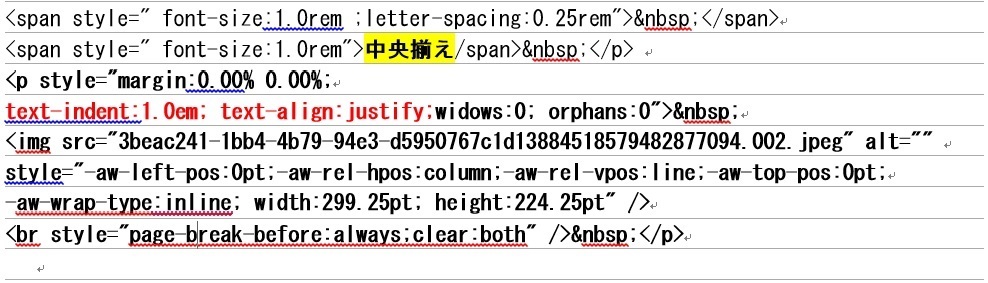 <span style=" font-size:1.0rem ;letter-spacing:0.25rem">&nbsp;</span>
<span style=" font-size:1.0rem">中央揃え/span>&nbsp;</p>
<p style="margin:0.00% 0.00%;
text-indent:1.0em; text-align:justify;widows:0; orphans:0">&nbsp;
<img src="3beac241-1bb4-4b79-94e3-d5950767c1d13884518579482877094.002.jpeg" alt=""
style="-aw-left-pos:0pt;-aw-rel-hpos:column;-aw-rel-vpos:line;-aw-top-pos:0pt;
-aw-wrap-type:inline; width:299.25pt; height:224.25pt" />
<br style="page-break-before:always;clear:both" />&nbsp;</p>